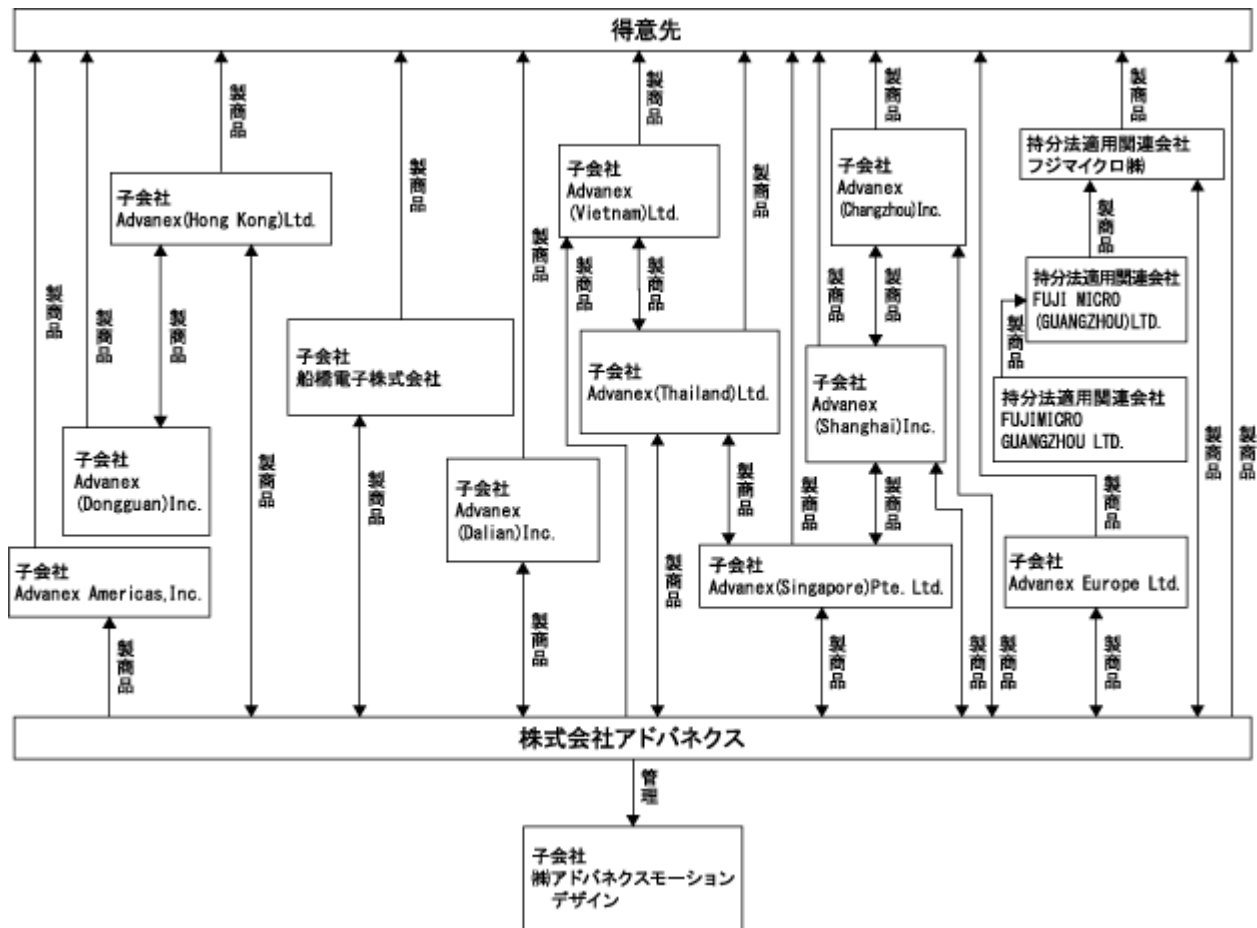 得意先
製商品
製商品
製商品
製商品
子会社
Advanex(Hong Kong)Ltd.
子会社
Advanex
(Vietnam)Ltd.
子会社
Advanex
(Changzhou)Inc.
持分法適用関連会社
フジマイクロ㈱
製商品
製商品
製商品
製商品
製商品
製商品
製商品
製商品
製商品
製商品
製商品
製商品
持分法適用関連会社
FUJI MICRO
(GUANGZHOU)LTD.
製商品
子会社
船橋電子株式会社
子会社
Advanex(Thailand)Ltd.
子会社
Advanex
(Shanghai)Inc.
持分法適用関連会社
FUJIMICRO
GUANGZHOU LTD.
子会社
Advanex
(Dongguan)Inc.
製商品
製商品
子会社
Advanex
(Dalian)Inc.
製商品
製商品
製商品
製商品
製商品
製商品
子会社
Advanex Americas,Inc.
製商品
子会社
Advanex(Singapore)Pte. Ltd.
子会社
Advanex Europe Ltd.
製商品
製商品
製商品
製商品
製商品
株式会社アドバネクス
管理
子会社
㈱アドバネクスモーション
デザイン